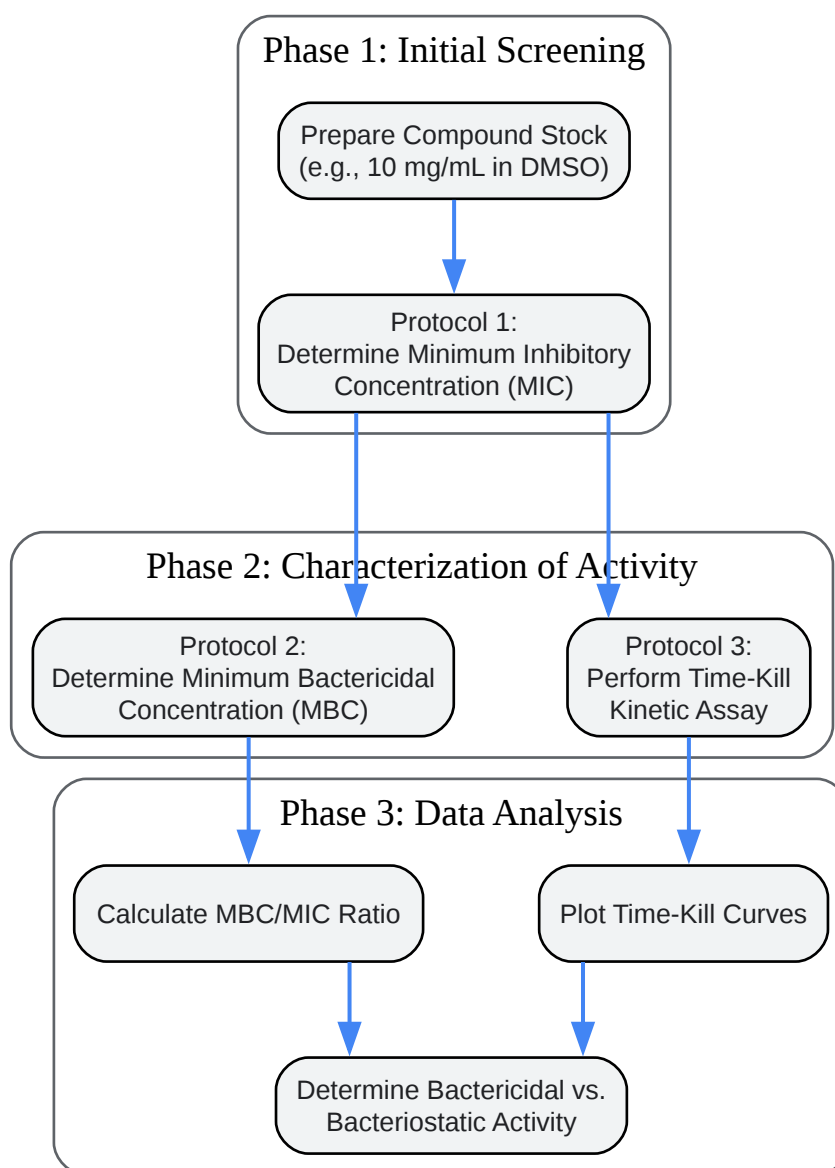 Phase 1: Initial Screening
Prepare Compound Stock
(e.g., 10 mg/mL in DMSO)
Protocol 1:
Determine Minimum Inhibitory
Concentration (MIC)
Phase 2: Characterization of Activity
Protocol 2:
Determine Minimum Bactericidal
Concentration (MBC)
Protocol 3:
Perform Time-Kill
Kinetic Assay
Phase 3: Data Analysis
Calculate MBC/MIC Ratio
Plot Time-Kill Curves
Determine Bactericidal vs.
Bacteriostatic Activity